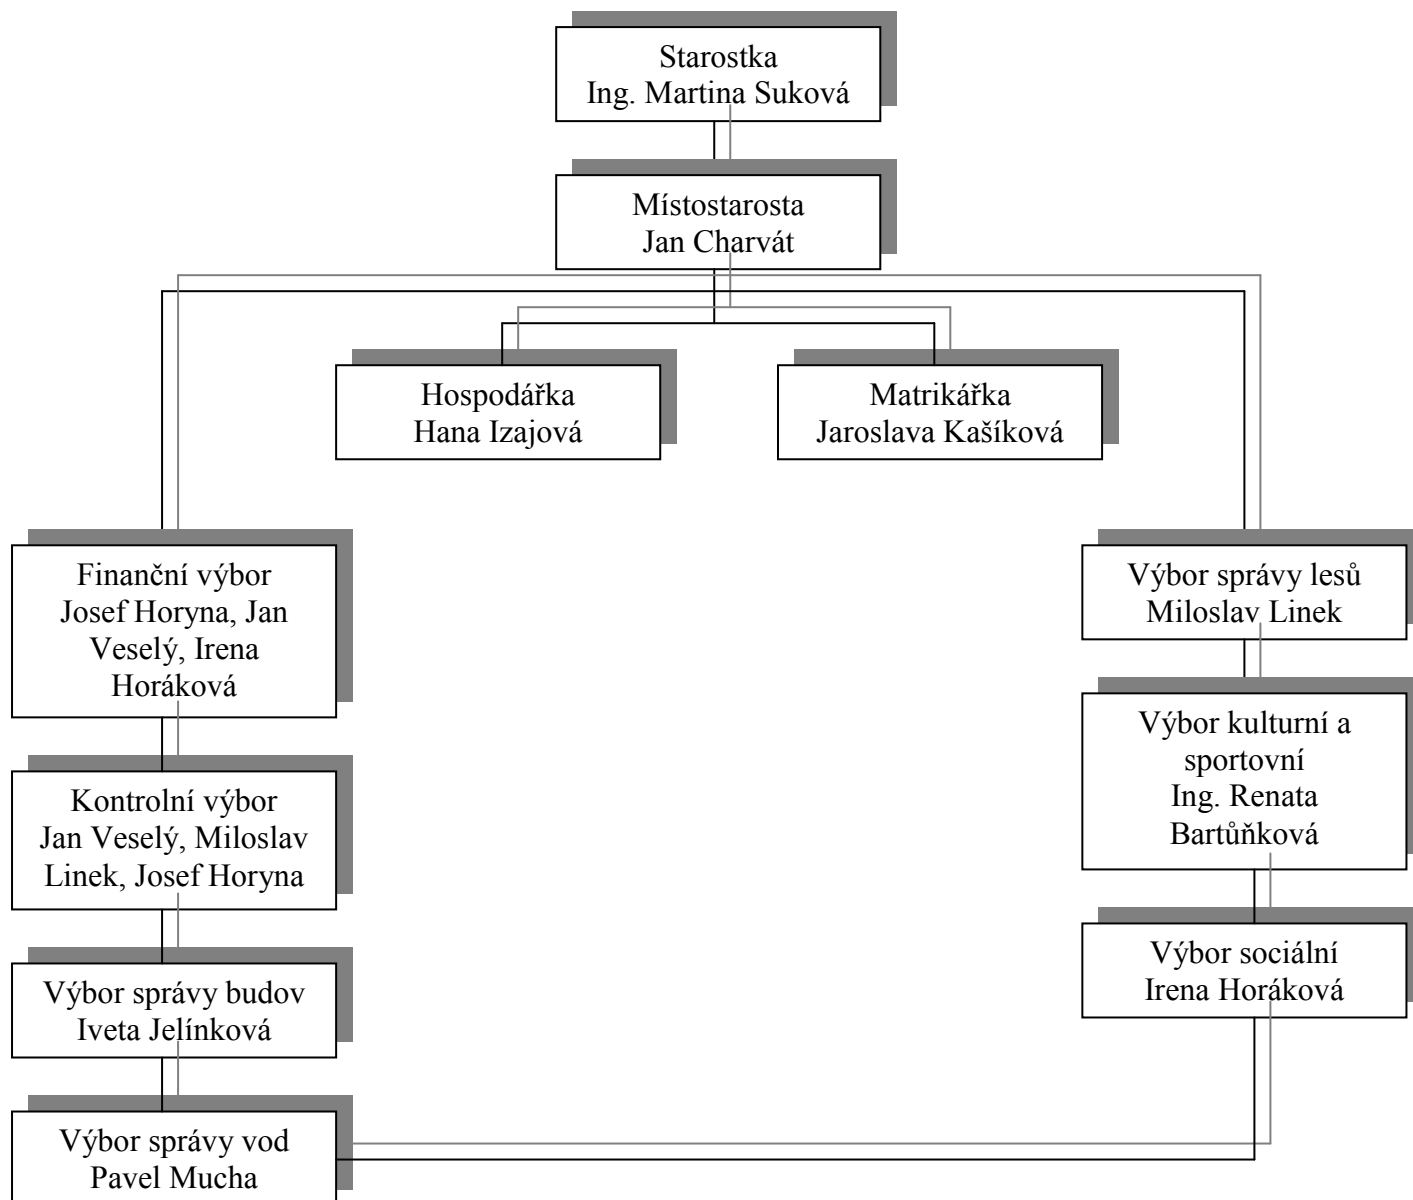 Starostka
Ing. Martina Suková
Místostarosta
Jan Charvát
Hospodářka
Hana Izajová
Matrikářka
Jaroslava Kašíková
Finanční výbor
Josef Horyna, Jan
Veselý, Irena
Horáková
Kontrolní výbor
Jan Veselý, Miloslav
Linek, Josef Horyna
Výbor správy budov
Iveta Jelínková
Výbor správy vod
Pavel Mucha
Výbor správy lesů
Miloslav Linek
Výbor kulturní a
sportovní
Ing. Renata
Bartůňková
Výbor sociální
Irena Horáková